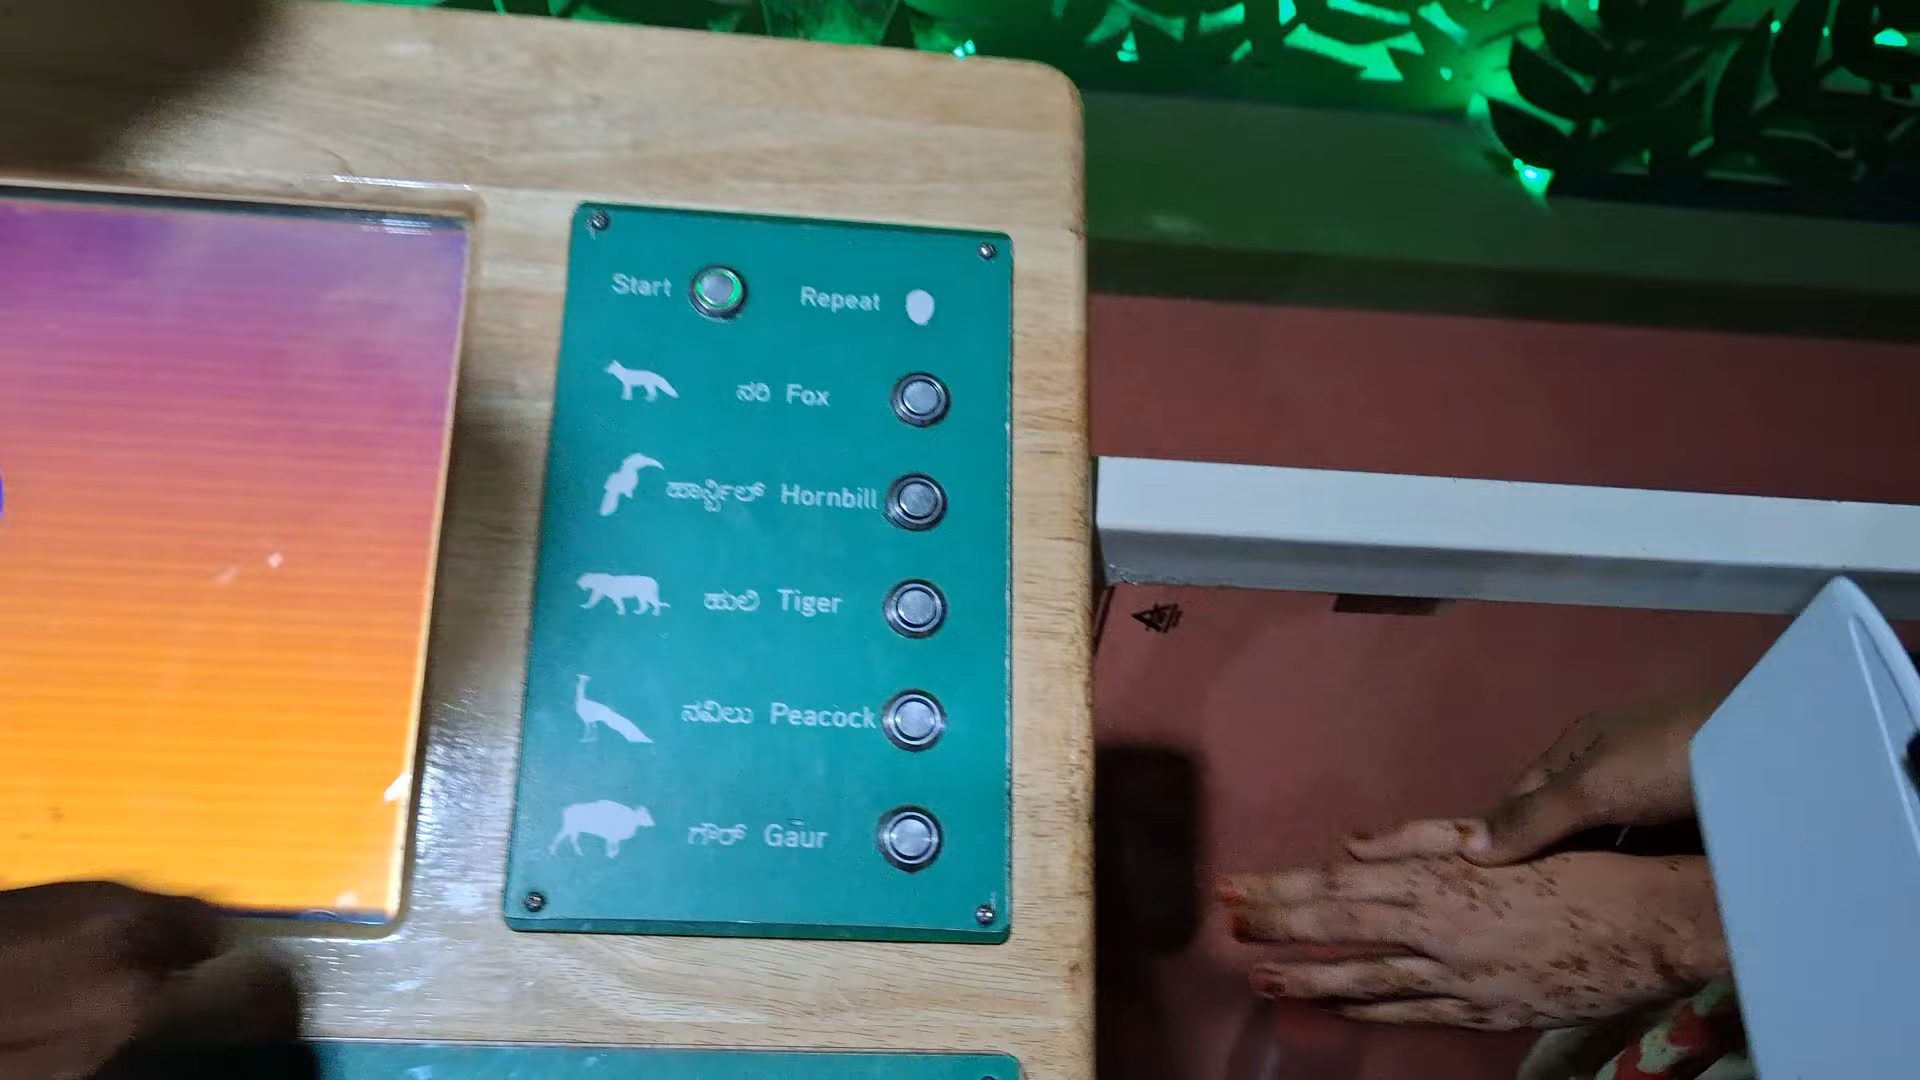 Start Repeat
ನರಿ Fox
ಹಾರ್ನ್ಬಿಲ್ Hornbill
ಹುಲಿ Tiger
ನವಿಲು Peacock
ಗೌರ್ Gaur